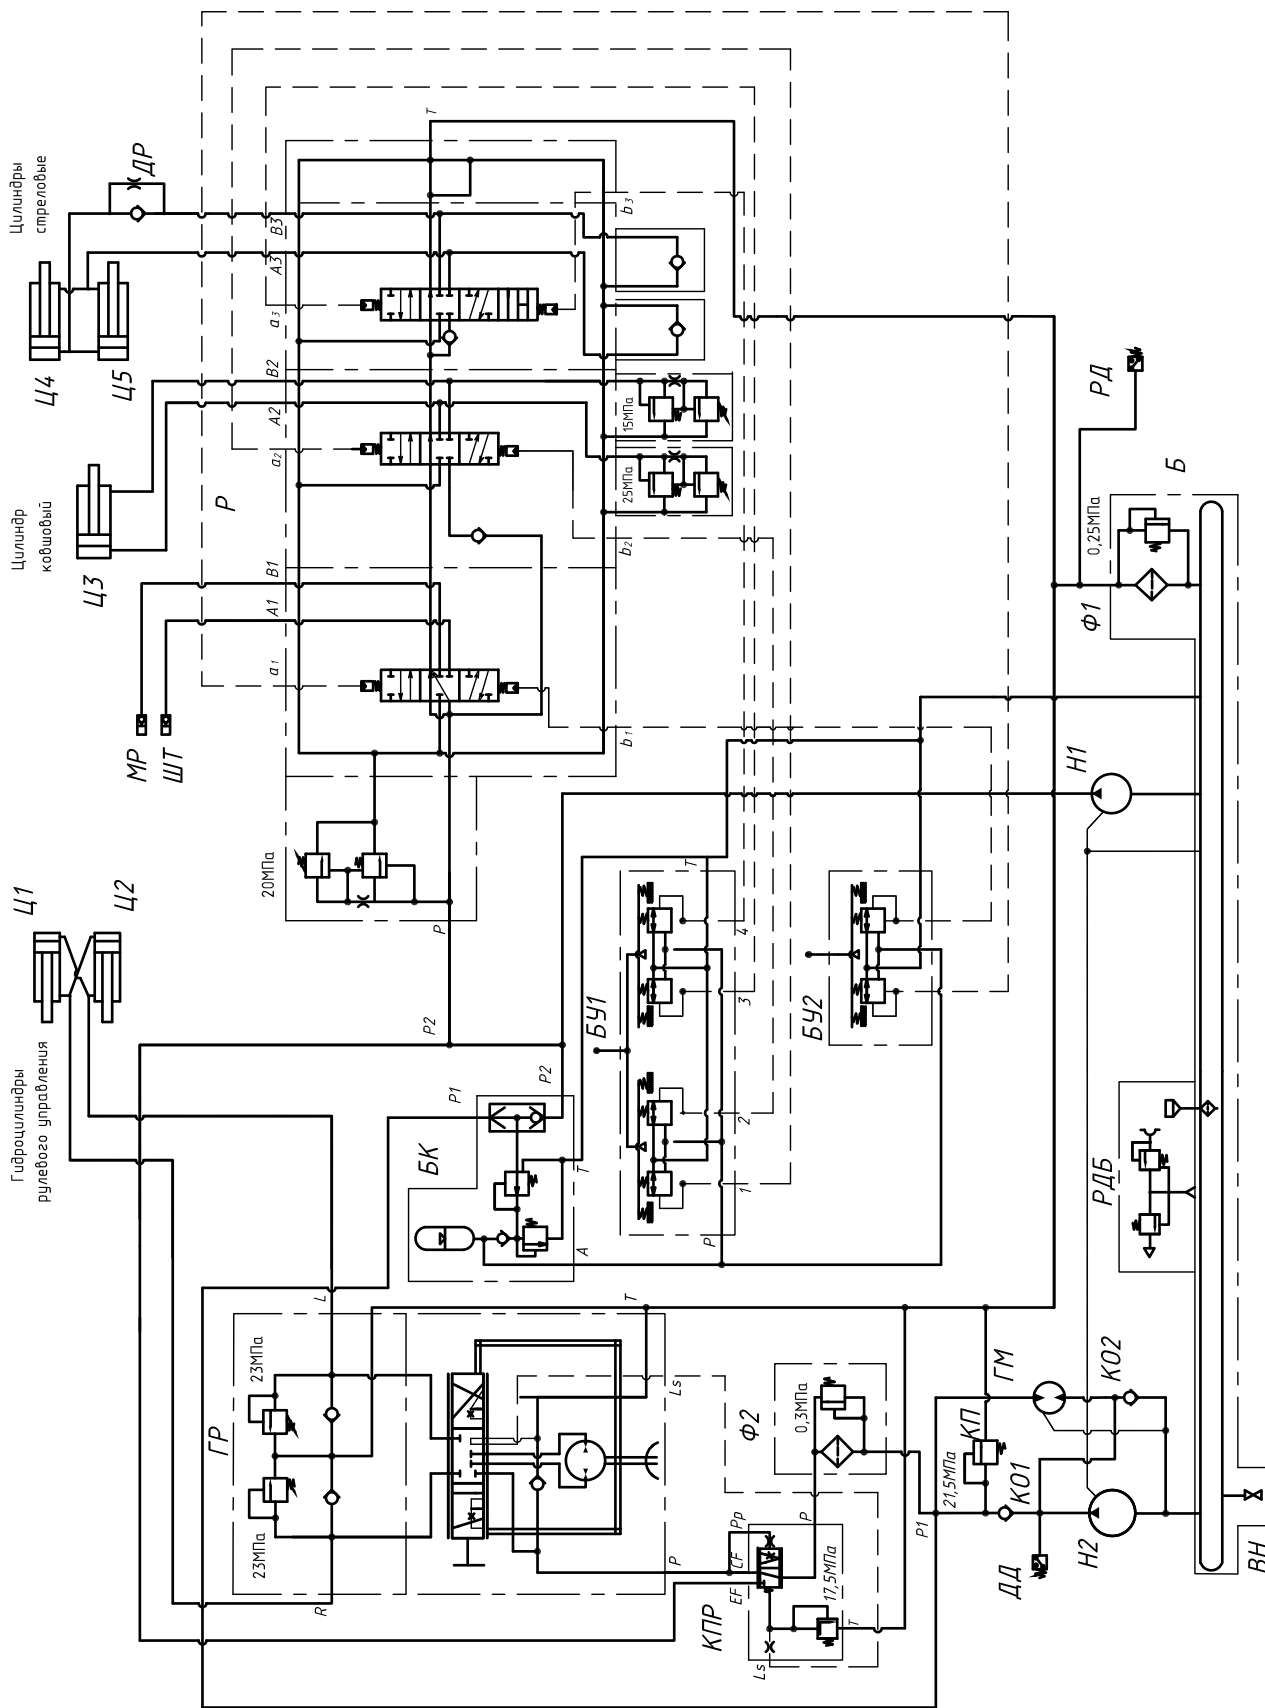 Цилиндры
стреловые
Ц4
Ц5
ДР
Цилиндр
ковшовый
Ц3
МР
ШТ
Ц1
Ц2
Гидроцилиндры
рулевого управления
Р
T
B3
A3
a3
b3
B2
A2
a2
b2
B1
A1
a1
b1
15МПа
25МПа
20МПа
P
P2
РД
Б
0,25МПа
Ф1
Н1
БУ1
T
4
3
2
1
P
БУ2
БК
P1
P2
T
A
РДБ
ГР
23МПа
23МПа
L
R
T
Ls
P
Ф2
0,3МПа
КПР
EF
CF
Pp
P
17,5МПа
T
Ls
P1
21,5МПа
КП
КО1
ГМ
КО2
Н2
ДД
ВН